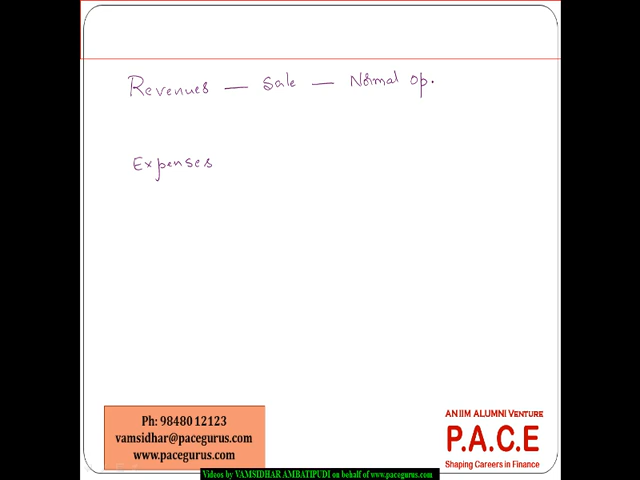 Revenues — Sale — Normal Op.
Expenses
Ph: 98480 12123
vamsidhar@pacegurus.com
www.pacegurus.com
AN IIM ALUMNI VENTURE
P.A.C.E
Shaping Careers in Finance
Videos by VAMSIDHAR AMBATIPUDI on behalf of www.pacegurus.com